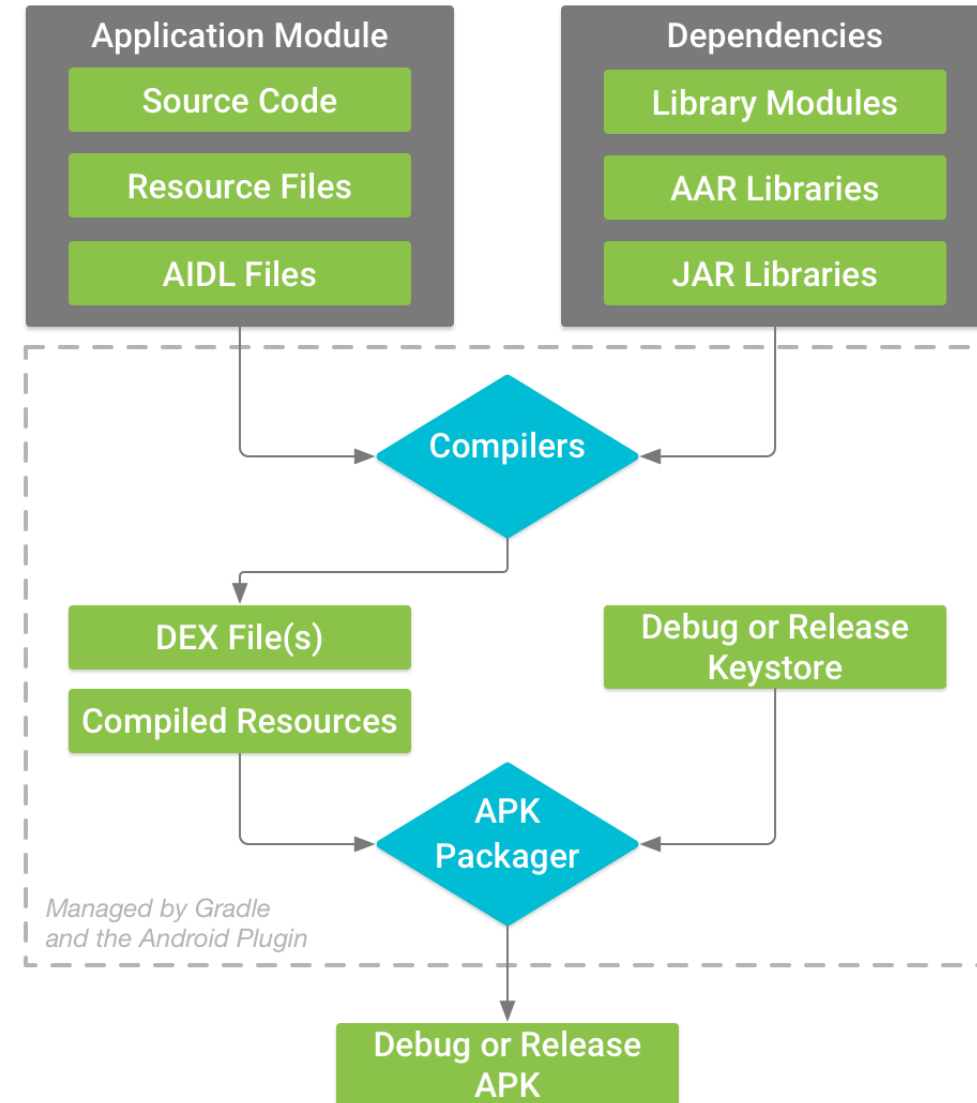 Application Module
Source Code
Resource Files
AIDL Files
Dependencies
Library Modules
AAR Libraries
JAR Libraries
Compilers
DEX File(s)
Compiled Resources
Debug or Release
Keystore
APK
Packager
Managed by Gradle
and the Android Plugin
Debug or Release
APK